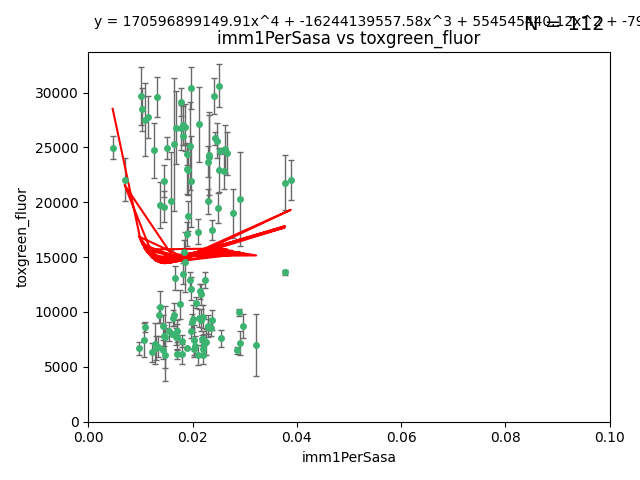 y = 170596899149.91x^4 + -16244139557.58x^3 +
N = 112
imm1PerSasa vs toxgreen_fluor
30000
25000
20000
15000
10000
5000
0
toxgreen_fluor
0.00 0.02 0.04 0.06 0.08 0.10
imm1PerSasa